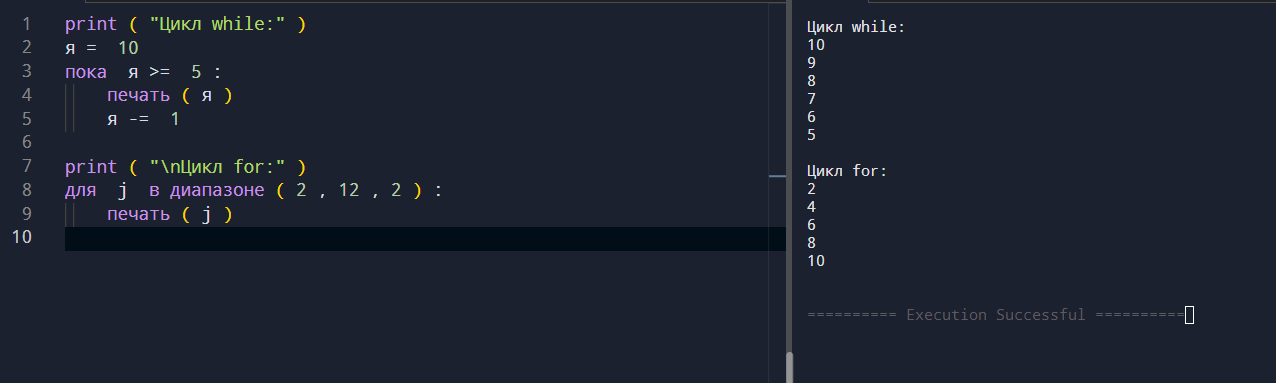 1 print ( "Цикл while:" )
2 я = 10
3 пока я >= 5 :
4 печать ( я )
5 я -= 1
6
7 print ( "\nЦикл for:" )
8 для j в диапазоне ( 2 , 12 , 2 ) :
9 печать ( j )
10
Цикл while:
10
9
8
7
6
5
Цикл for:
2
4
6
8
10
========== Execution Successful ==========